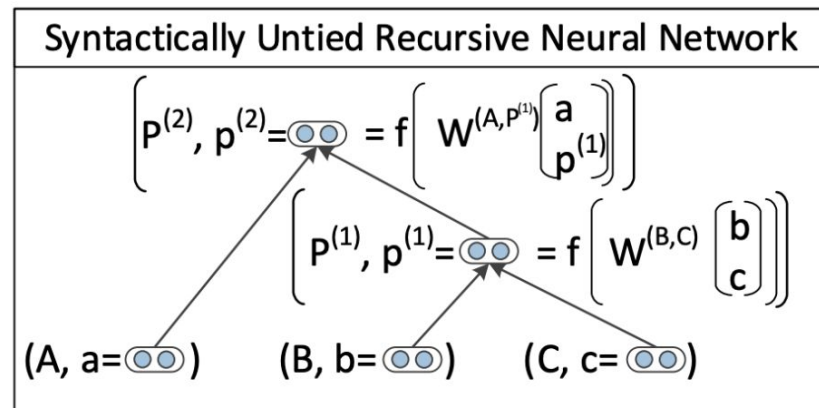 Syntactically Untied Recursive Neural Network
(P⁽²⁾, p⁽²⁾= = f( W⁽ᴬ,ᴾ⁽¹⁾⁾ [a p⁽¹⁾]))
(P⁽¹⁾, p⁽¹⁾= = f( W⁽ᴮ,ꟲ⁾ [b c]))
(A, a= ) (B, b= ) (C, c= )